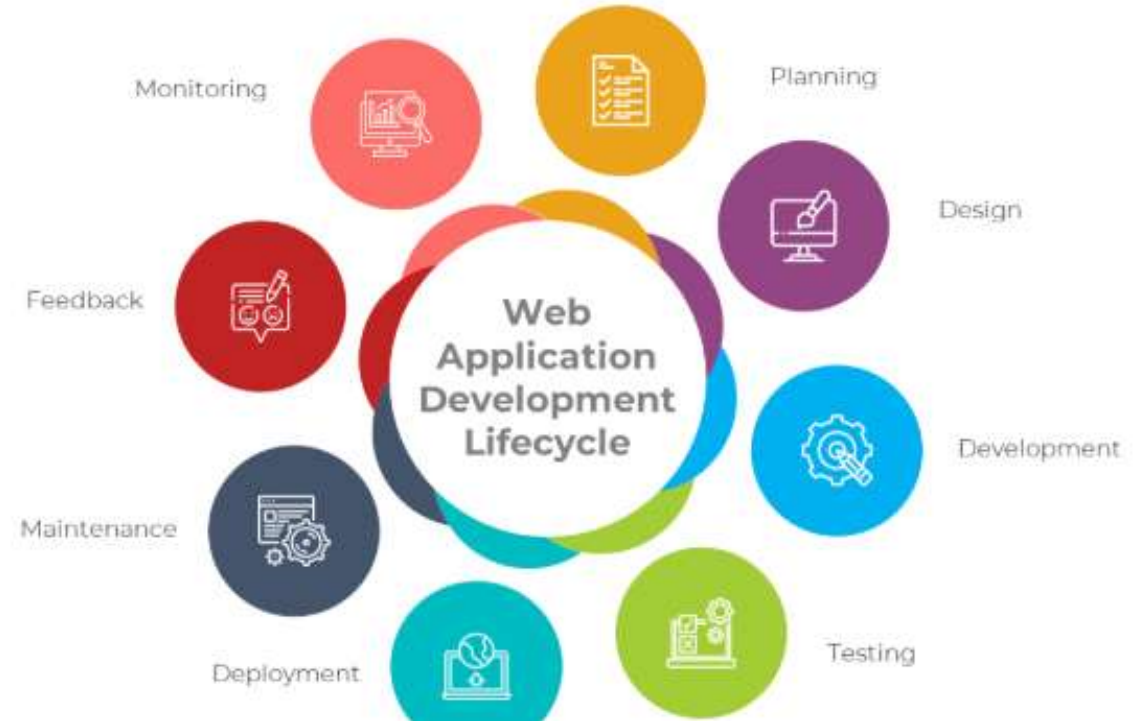 Monitoring
Planning
Design
Feedback
Web
Application
Development
Lifecycle
Development
Maintenance
Testing
Deployment